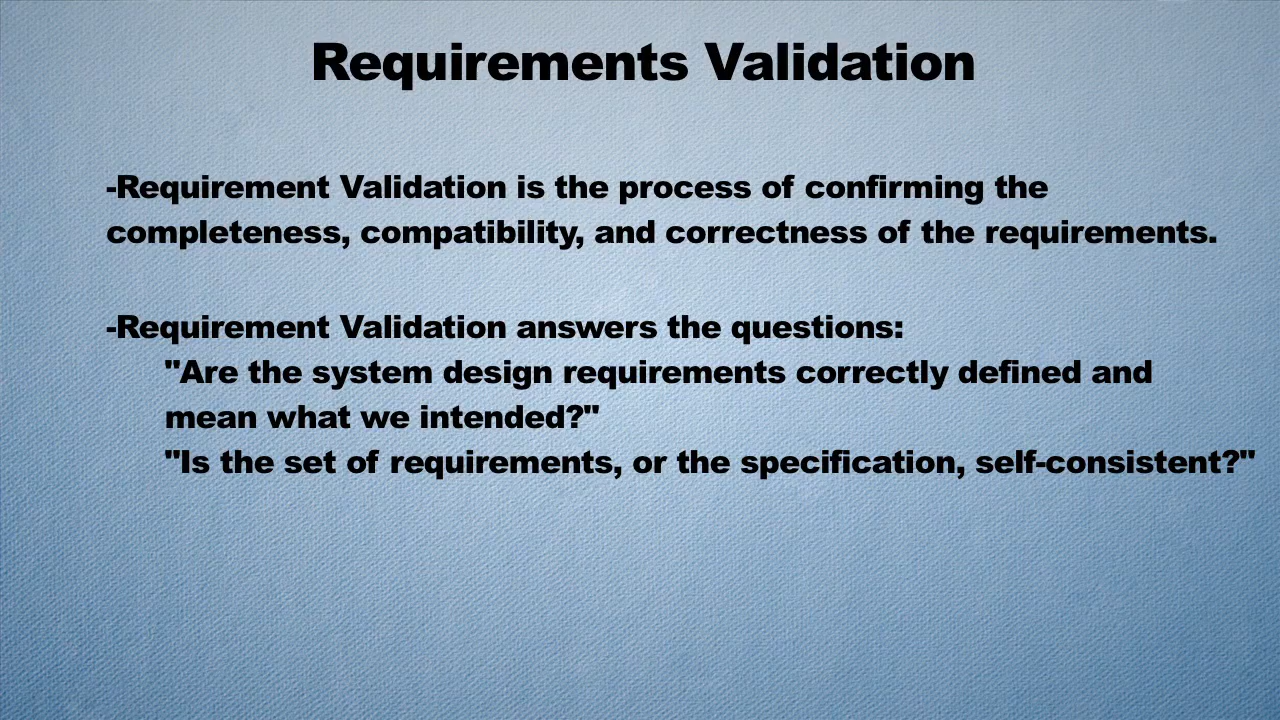 Requirements Validation
-Requirement Validation is the process of confirming the
completeness, compatibility, and correctness of the requirements.
-Requirement Validation answers the questions:
"Are the system design requirements correctly defined and
mean what we intended?"
"Is the set of requirements, or the specification, self-consistent?"